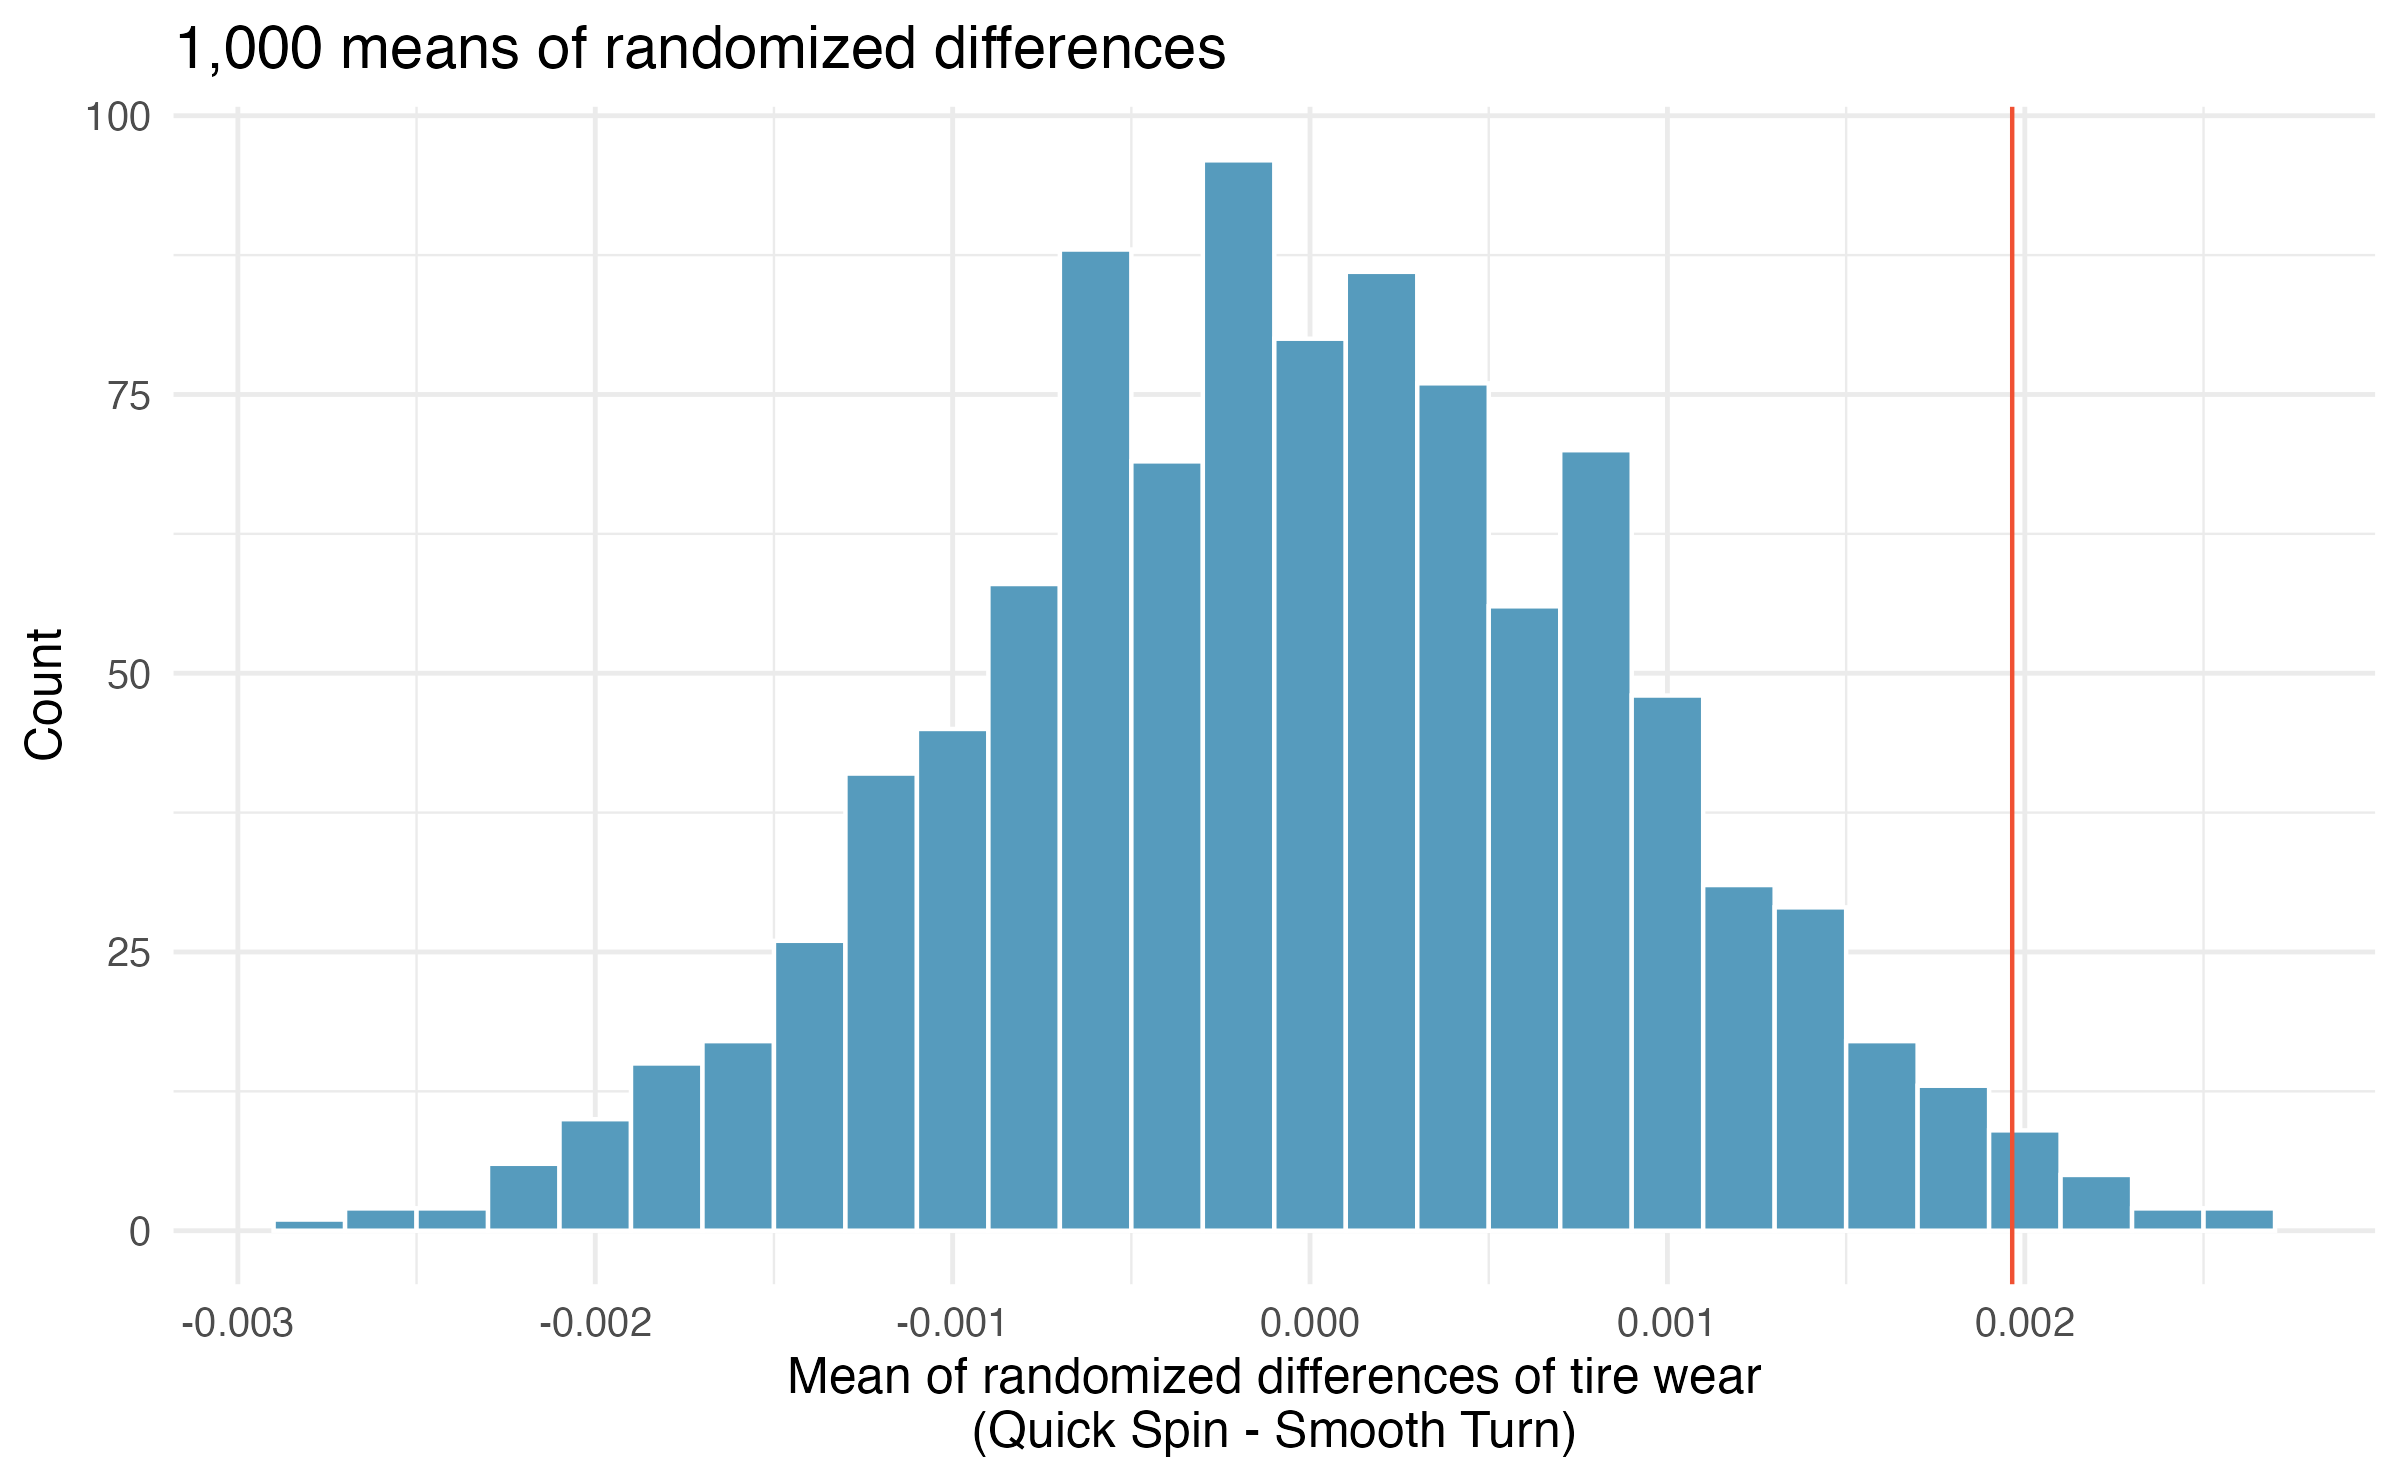 1,000 means of randomized differences
100
75
50
25
0
Count
-0.003
-0.002
-0.001
0.000
0.001
0.002
Mean of randomized differences of tire wear
(Quick Spin - Smooth Turn)